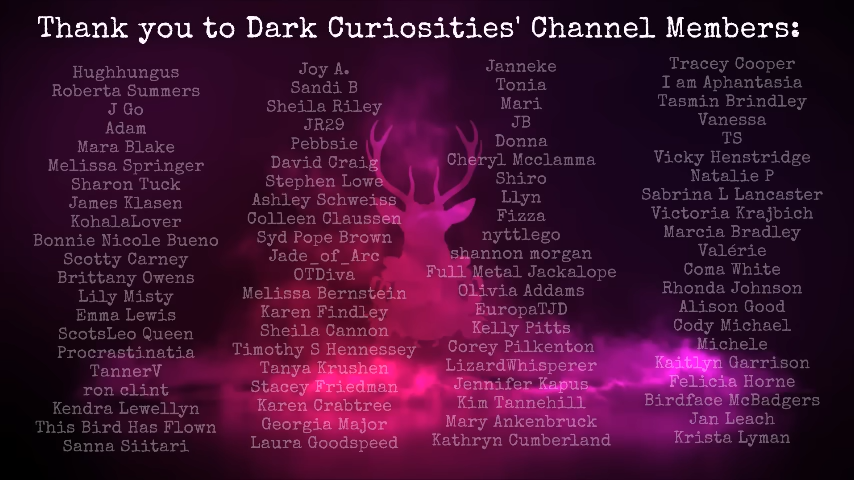 Thank you to Dark Curiosities' Channel Members:
Hughhungus
Roberta Summers
J Go
Adam
Mara Blake
Melissa Springer
Sharon Tuck
James Klasen
KohalaLover
Bonnie Nicole Bueno
Scotty Carney
Brittany Owens
Lily Misty
Emma Lewis
ScotsLeo Queen
Procrastinatia
TannerV
ron clint
Kendra Lewellyn
This Bird Has Flown
Sanna Siitari
Joy A.
Sandi B
Sheila Riley
JR29
Pebbsie
David Craig
Stephen Lowe
Ashley Schweiss
Colleen Claussen
Syd Pope Brown
Jade_of_Arc
OTDiva
Melissa Bernstein
Karen Findley
Sheila Cannon
Timothy S Hennessey
Tanya Krushen
Stacey Friedman
Karen Crabtree
Georgia Major
Laura Goodspeed
Janneke
Tonia
Mari
JB
Donna
Cheryl Mcclamma
Shiro
Llyn
Fizza
nyttlego
shannon morgan
Full Metal Jackalope
Olivia Addams
EuropaTJD
Kelly Pitts
Corey Pilkenton
LizardWhisperer
Jennifer Kapus
Kim Tannehill
Mary Ankenbruck
Kathryn Cumberland
Tracey Cooper
I am Aphantasia
Tasmin Brindley
Vanessa
TS
Vicky Henstridge
Natalie P
Sabrina L Lancaster
Victoria Krajbich
Marcia Bradley
Valérie
Coma White
Rhonda Johnson
Alison Good
Cody Michael
Michele
Kaitlyn Garrison
Felicia Horne
Birdface McBadgers
Jan Leach
Krista Lyman